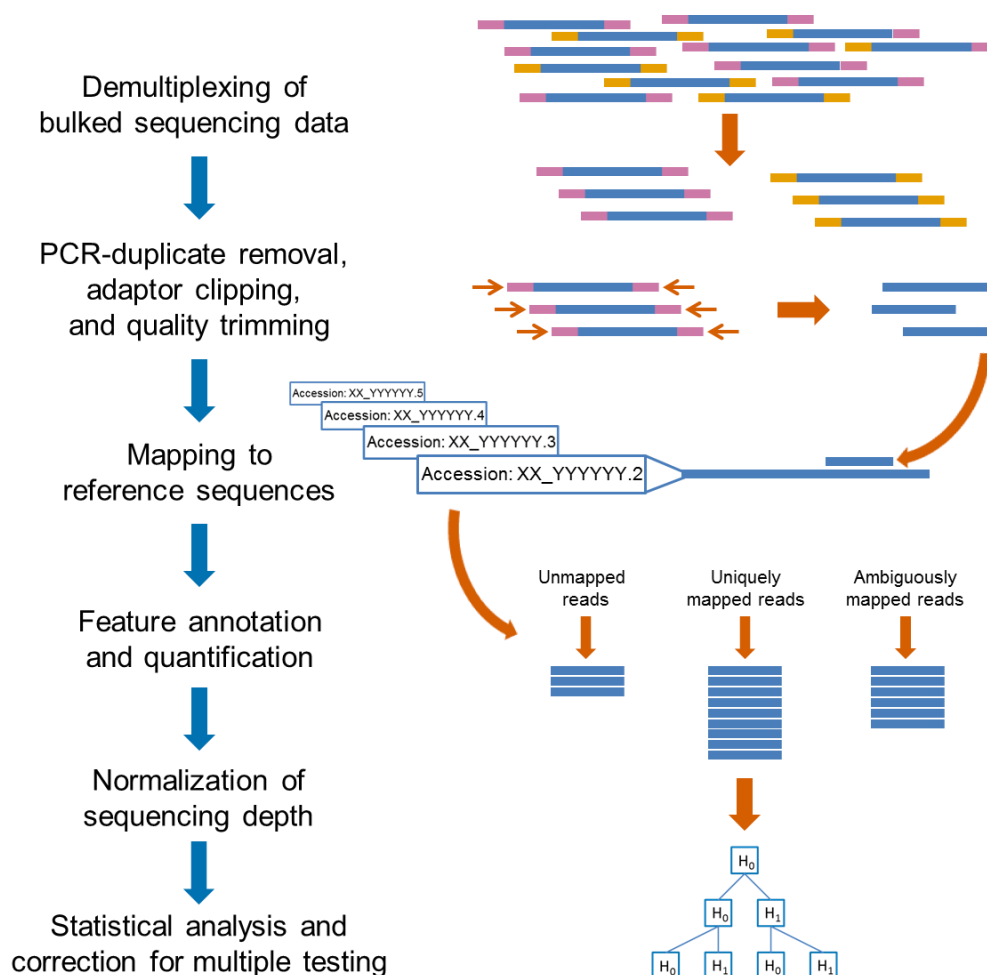 Demultiplexing of
bulked sequencing data
PCR-duplicate removal,
adaptor clipping,
and quality trimming
Accession: XX_YYYYYY.5
Accession: XX_YYYYYY.4
Accession: XX_YYYYYY.3
Accession: XX_YYYYYY.2
Mapping to
reference sequences
Unmapped
reads
Uniquely
mapped reads
Ambiguously
mapped reads
Feature annotation
and quantification
Normalization of
sequencing depth
H₀
H₀ H₁
H₀ H₁ H₀ H₁
Statistical analysis and
correction for multiple testing